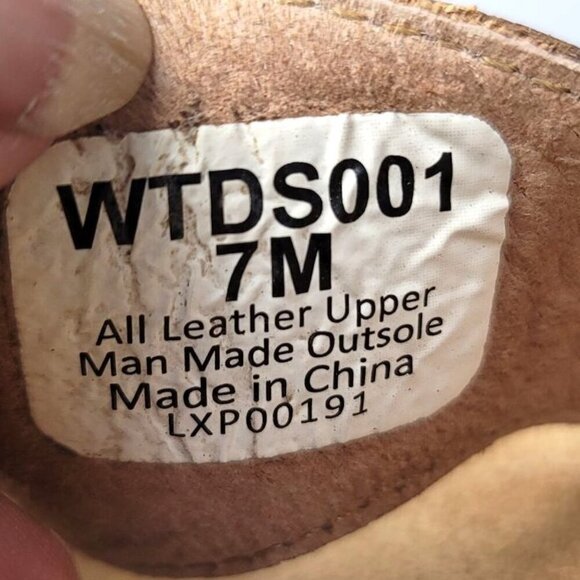 WTDS001
7M
All Leather Upper
Man Made Outsole
Made in China
LXP00191